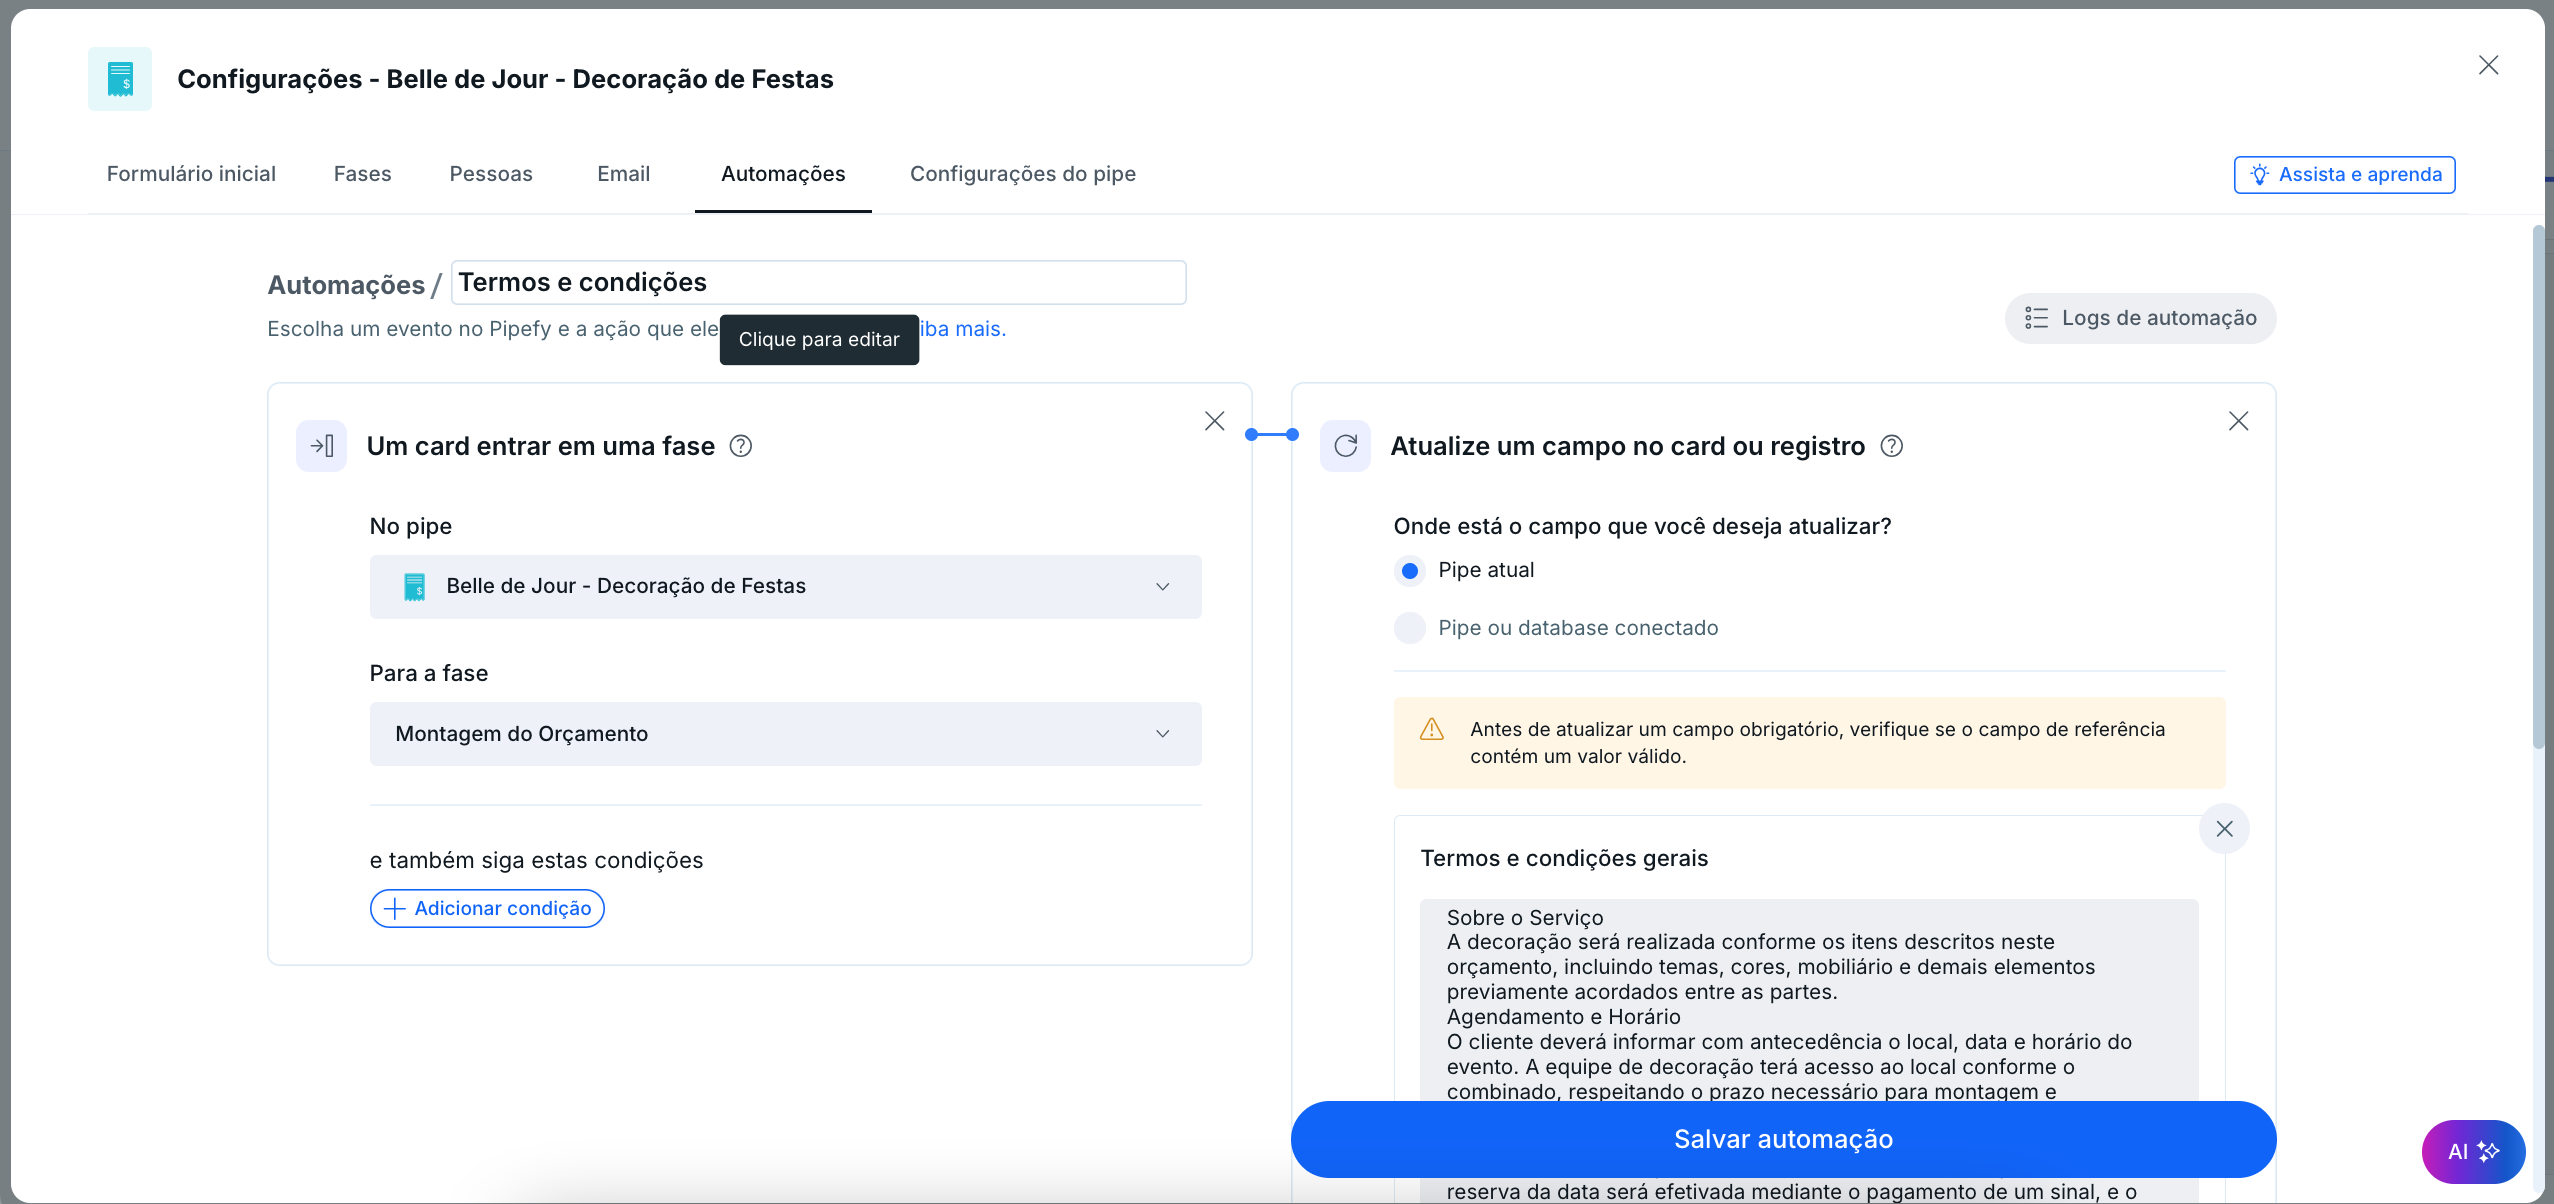 Configurações - Belle de Jour - Decoração de Festas
Formulário inicial
Fases
Pessoas
Email
Automações
Configurações do pipe
Assista e aprenda
Automações / Termos e condições
Escolha um evento no Pipefy e a ação que ele
iba mais.
Clique para editar
Logs de automação
Um card entrar em uma fase
No pipe
Belle de Jour - Decoração de Festas
Para a fase
Montagem do Orçamento
e também siga estas condições
Adicionar condição
Atualize um campo no card ou registro
Onde está o campo que você deseja atualizar?
Pipe atual
Pipe ou database conectado
Antes de atualizar um campo obrigatório, verifique se o campo de referência
contém um valor válido.
Termos e condições gerais
Sobre o Serviço
A decoração será realizada conforme os itens descritos neste
orçamento, incluindo temas, cores, mobiliário e demais elementos
previamente acordados entre as partes.
Agendamento e Horário
O cliente deverá informar com antecedência o local, data e horário do
evento. A equipe de decoração terá acesso ao local conforme o
combinado, respeitando o prazo necessário para montagem e
Salvar automação
reserva da data será efetivada mediante o pagamento de um sinal, e o
AI